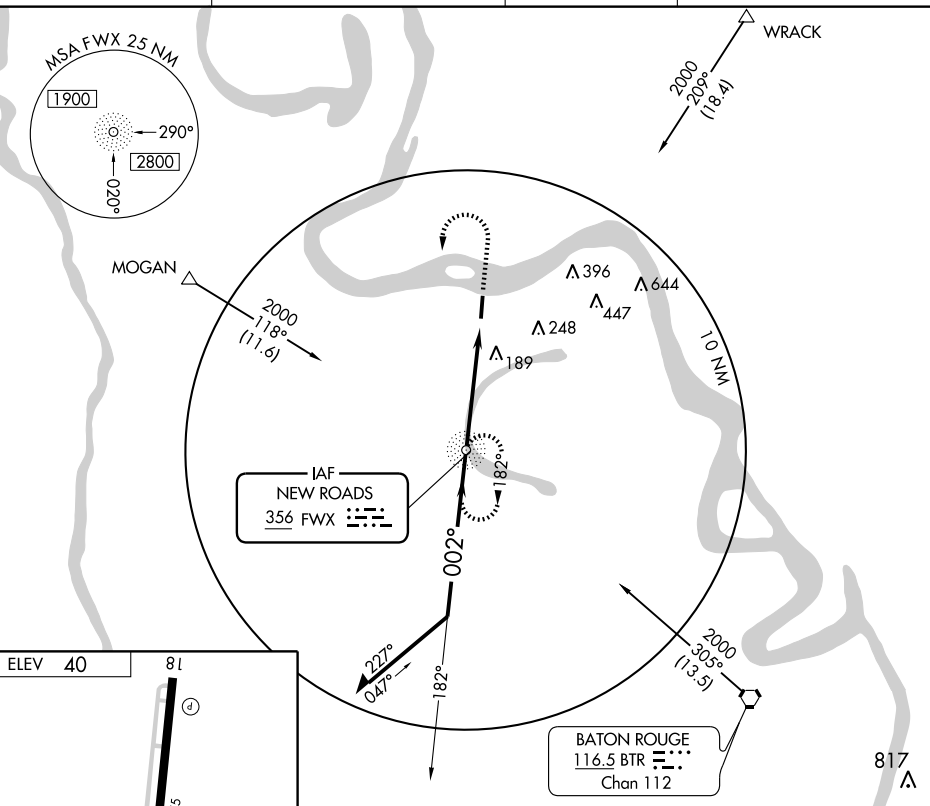 MSA FWX 25 NM
1900
290°
2800
020°
WRACK
2000
209°
(18.4)
MOGAN
2000
118°
(11.6)
396
644
447
248
189
10 NM
IAF
NEW ROADS
356 FWX
182°
002°
227°
047°
182°
2000
305°
(13.5)
BATON ROUGE
116.5 BTR
Chan 112
817
ELEV 40
18
P